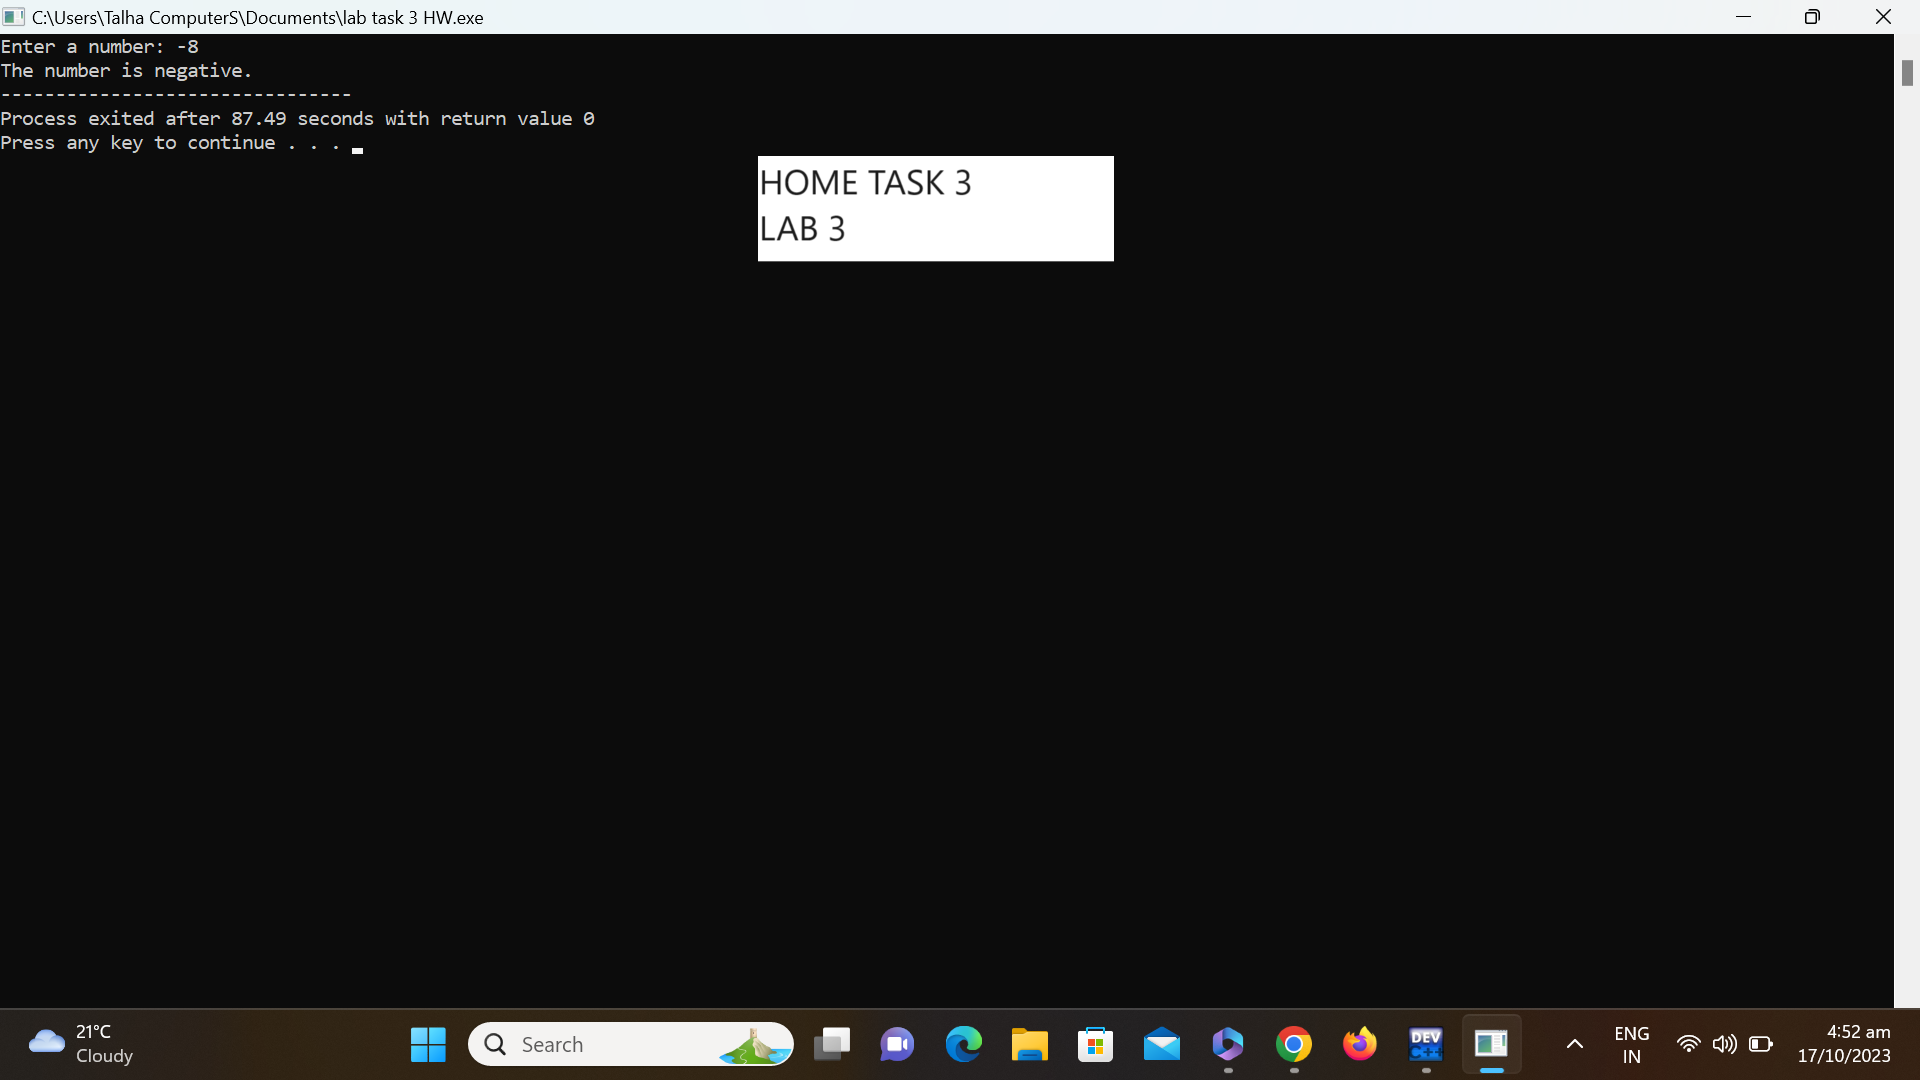 C:\Users\Talha ComputerS\Documents\lab task 3 HW.exe
Enter a number: -8
The number is negative.
--------------------------------
Process exited after 87.49 seconds with return value 0
Press any key to continue . . .
HOME TASK 3
LAB 3
21°C
Cloudy
Search
DEV
C++
ENG
IN
4:52 am
17/10/2023